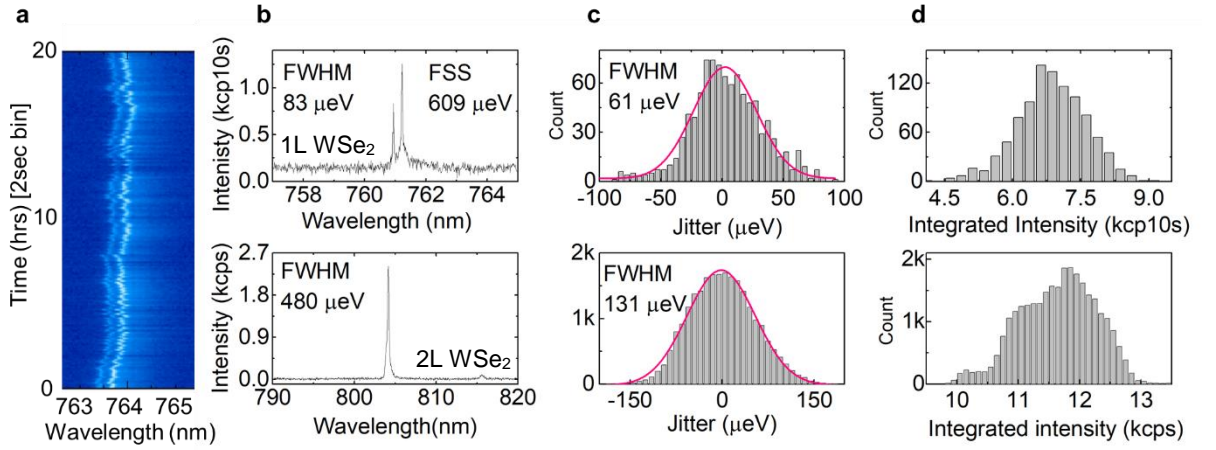 a
Time (hrs) [2sec bin]
20
10
0
763 764 765
Wavelength (nm)
b
Intenisty (kcp10s)
1.0
0.5
0.0
FWHM
83 µeV
FSS
609 µeV
1L WSe₂
758 760 762 764
Wavelength (nm)
Intensity (kcps)
2.7
1.8
0.9
0.0
FWHM
480 µeV
2L WSe₂
790 800 810 820
Wavelength(nm)
c
Count
60
30
0
FWHM
61 µeV
-100 -50 0 50 100
Jitter (µeV)
Count
2k
1k
0
FWHM
131 µeV
-150 0 150
Jitter (µeV)
d
Count
120
60
0
4.5 6.0 7.5 9.0
Integrated Intensity (kcp10s)
Count
2k
1k
0
10 11 12 13
Integrated intensity (kcps)